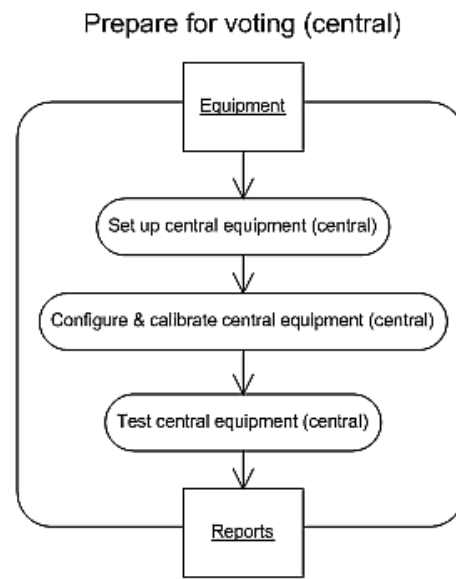 Prepare for voting (central)
Equipment
Set up central equipment (central)
Configure & calibrate central equipment (central)
Test central equipment (central)
Reports